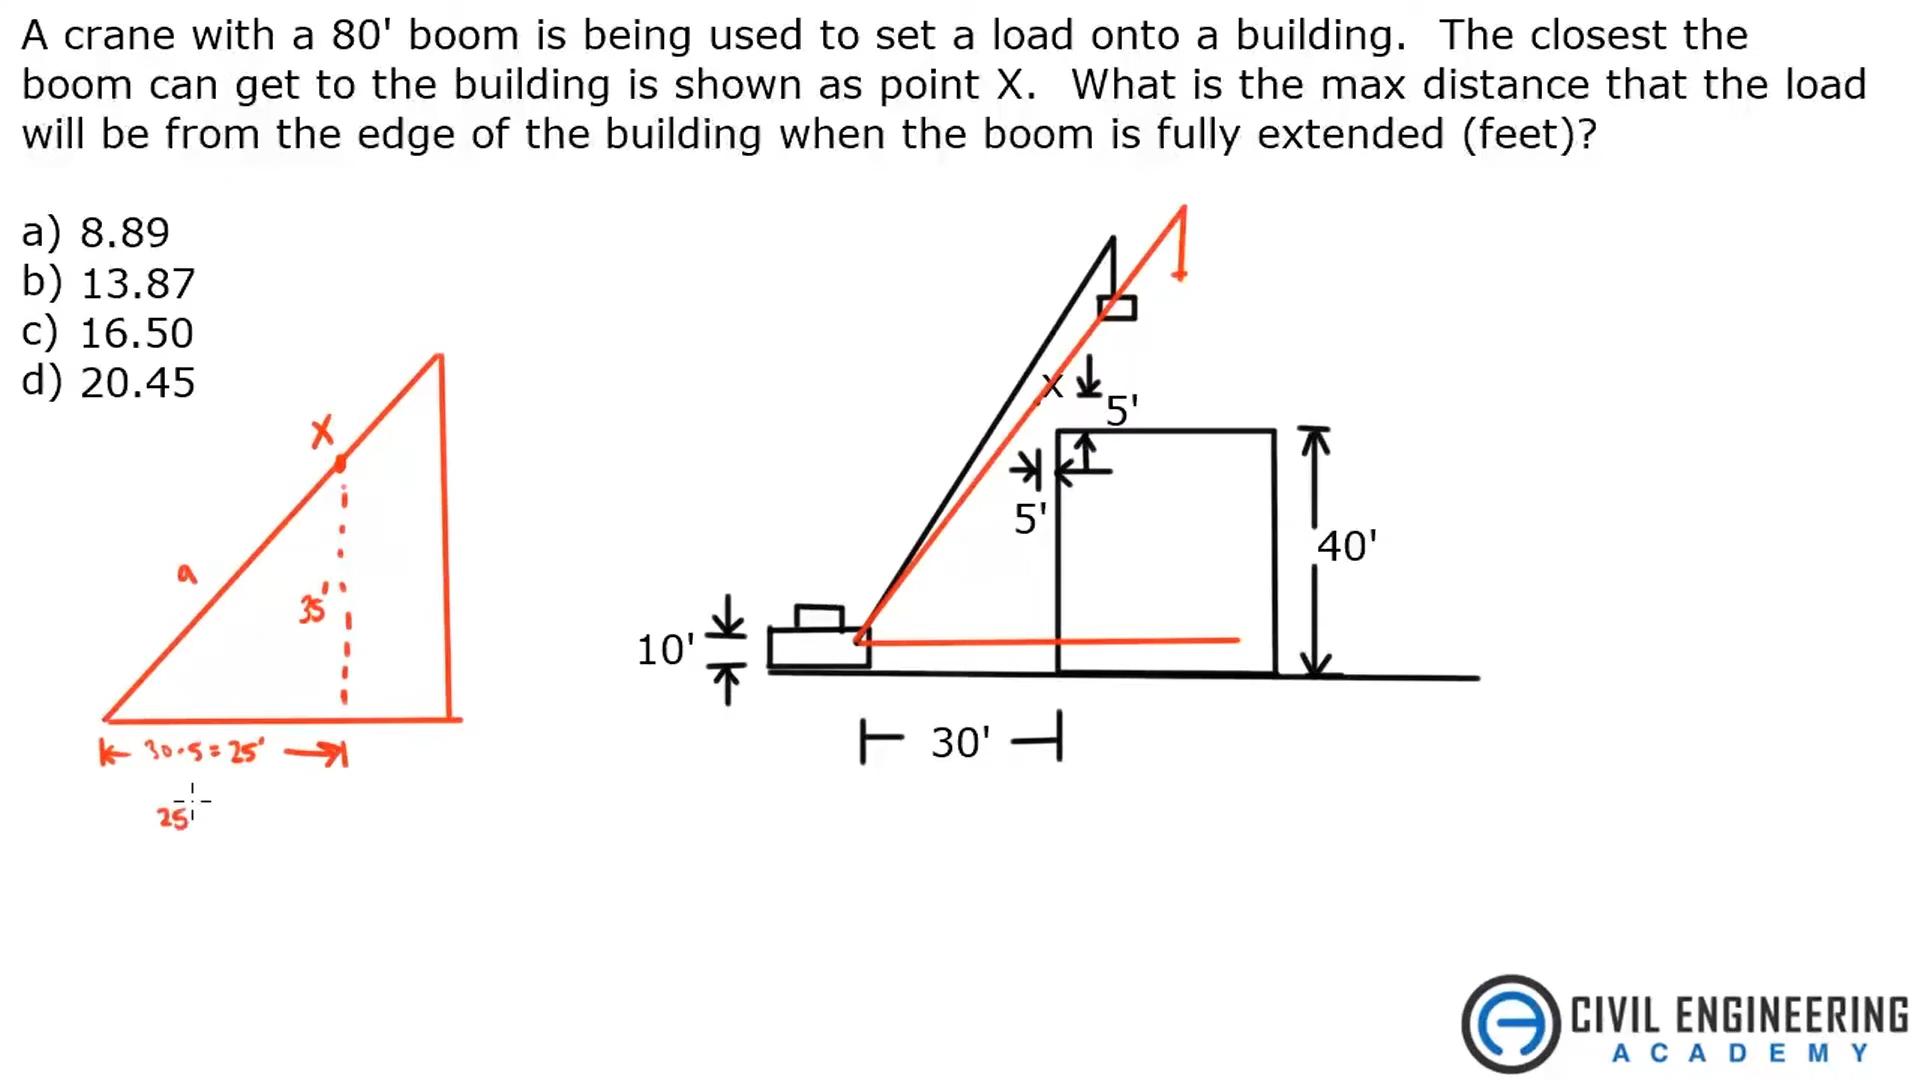 A crane with a 80' boom is being used to set a load onto a building. The closest the
boom can get to the building is shown as point X. What is the max distance that the load
will be from the edge of the building when the boom is fully extended (feet)?
a) 8.89
b) 13.87
c) 16.50
d) 20.45
X
a
35'
30-5=25'
25
x
5'
5'
40'
10'
30'
CIVIL ENGINEERING
ACADEMY